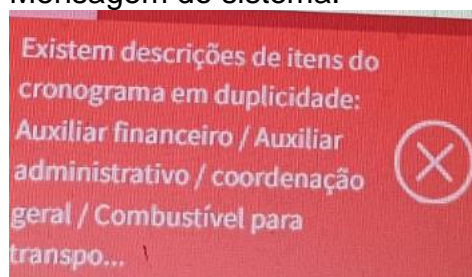 Mensagem do sistema:
Existem descrições de itens do
cronograma em duplicidade:
Auxiliar financeiro / Auxiliar
administrativo / coordenação
geral / Combustível para
transpo...